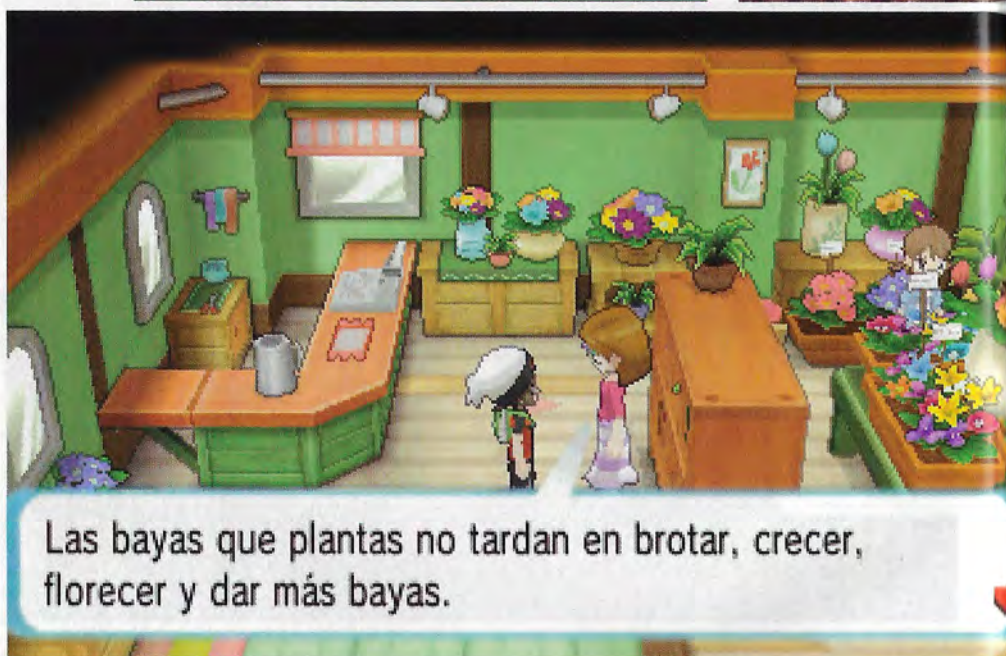 Las bayas que plantas no tardan en brotar, crecer,
florecer y dar más bayas.